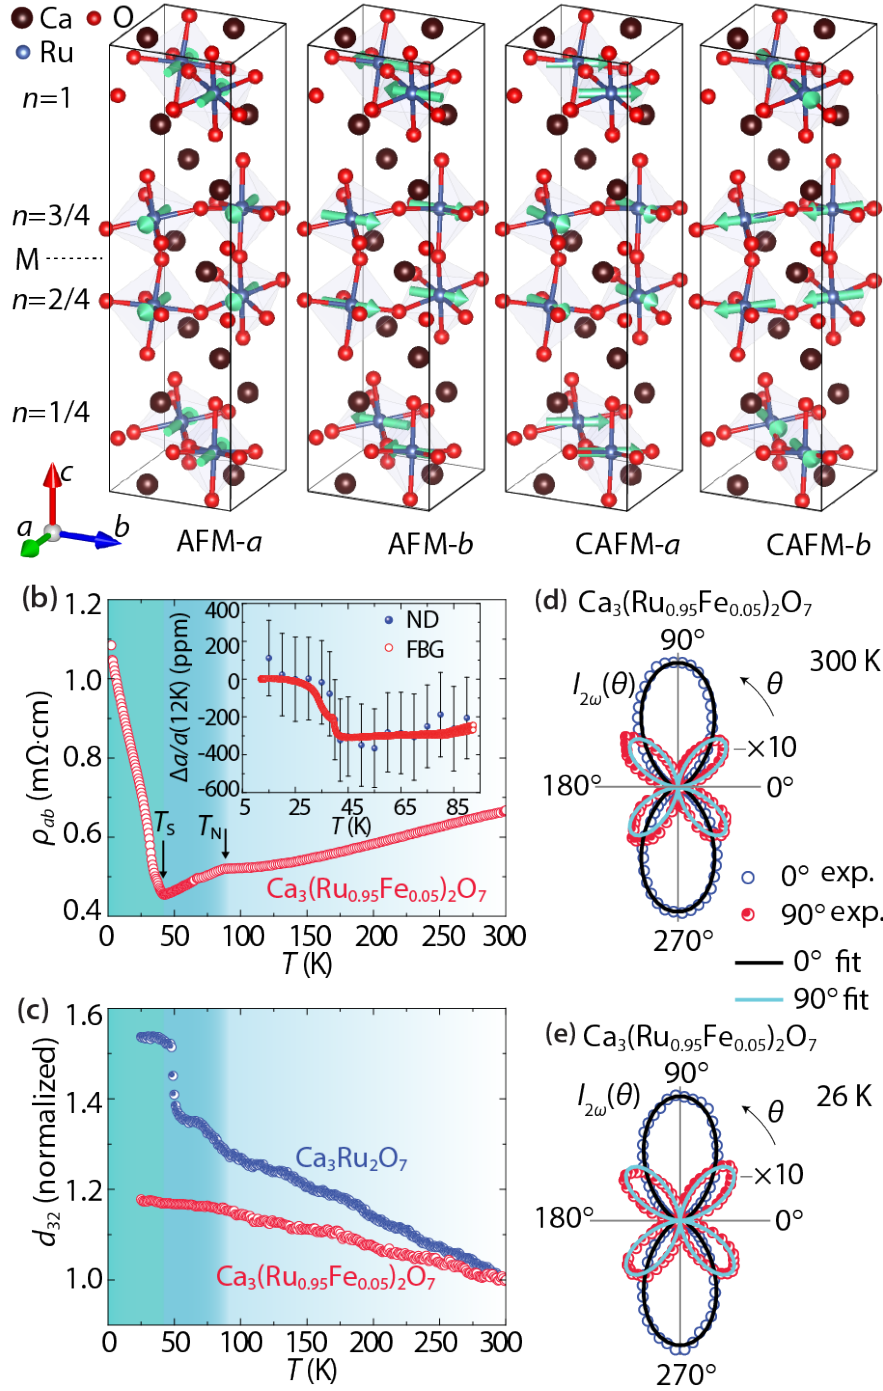 Ca O
Ru
n=1
n=3/4
M
n=2/4
n=1/4
c
a b
AFM-a AFM-b CAFM-a CAFM-b
(b)
1.2
1.0
0.8
0.6
0.4
ρab (mΩ·cm)
400
200
0
-200
-400
-600
Δa/a(12K) (ppm)
ND
FBG
5 25 45 65 85
T (K)
TS TN
Ca3(Ru0.95Fe0.05)2O7
0 50 100 150 200 250 300
T (K)
(c)
1.6
1.4
1.2
1.0
d32 (normalized)
Ca3Ru2O7
Ca3(Ru0.95Fe0.05)2O7
0 50 100 150 200 250 300
T (K)
(d) Ca3(Ru0.95Fe0.05)2O7
90° 300 K
I2ω(θ) θ
×10
180° 0°
270°
0° exp.
90° exp.
0° fit
90° fit
(e) Ca3(Ru0.95Fe0.05)2O7
90° 26 K
I2ω(θ) θ
×10
180° 0°
270°